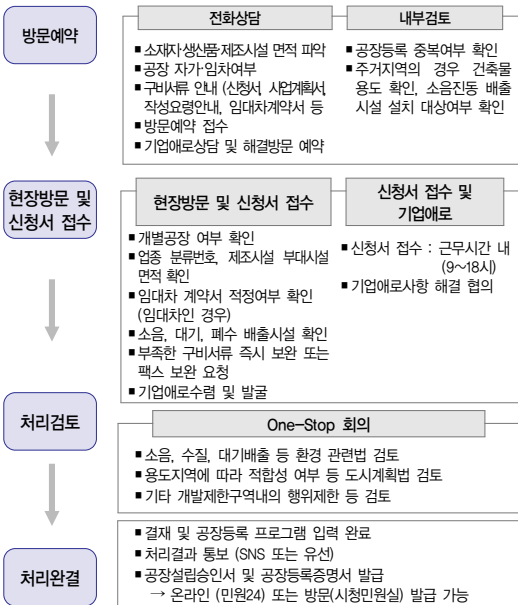 방문예약
전화상담
■ 소재지·생산품·제조시설 면적 파악
■ 공장 자가·임차여부
■ 구비서류 안내 (신청서, 사업계획서,
작성요령안내, 임대차계약서 등
■ 방문예약 접수
■ 기업애로상담 및 해결방문 예약
내부검토
■ 공장등록 중복여부 확인
■ 주거지역의 경우 건축물
용도 확인, 소음진동 배출
시설 설치 대상여부 확인
현장방문 및
신청서 접수
현장방문 및 신청서 접수
■ 개별공장 여부 확인
■ 업종 분류번호, 제조시설 부대시설
면적 확인
■ 임대차 계약서 적정여부 확인
(임대차인 경우)
■ 소음, 대기, 폐수 배출시설 확인
■ 부족한 구비서류 즉시 보완 또는
팩스 보완 요청
■ 기업애로수렴 및 발굴
신청서 접수 및
기업애로
■ 신청서 접수 : 근무시간 내
(9~18시)
■ 기업애로사항 해결 협의
처리검토
One-Stop 회의
■ 소음, 수질, 대기배출 등 환경 관련법 검토
■ 용도지역에 따라 적합성 여부 등 도시계획법 검토
■ 기타 개발제한구역내의 행위제한 등 검토
처리완결
■ 결재 및 공장등록 프로그램 입력 완료
■ 처리결과 통보 (SNS 또는 유선)
■ 공장설립승인서 및 공장등록증명서 발급
→ 온라인 (민원24) 또는 방문(시청민원실) 발급 가능